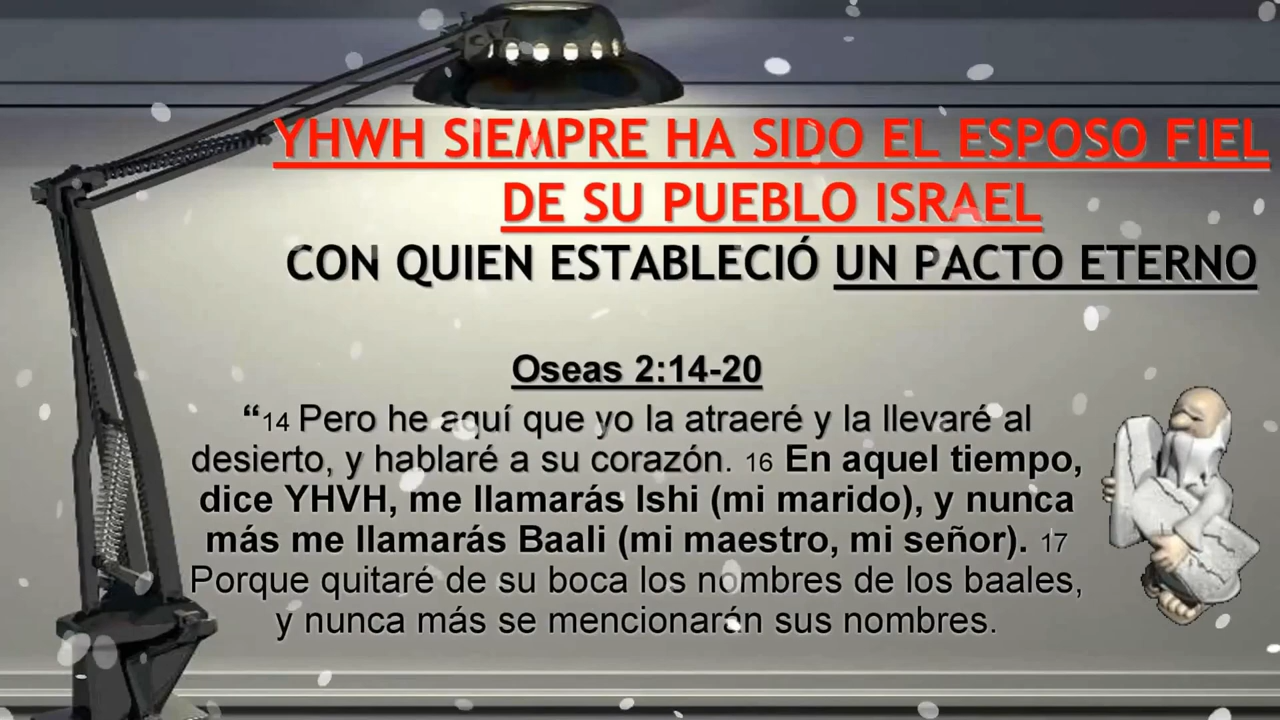 YHWH SIEMPRE HA SIDO EL ESPOSO FIEL
DE SU PUEBLO ISRAEL
CON QUIEN ESTABLECIÓ UN PACTO ETERNO
Oseas 2:14-20
“14 Pero he aquí que yo la atraeré y la llevaré al
desierto, y hablaré a su corazón. 16 En aquel tiempo,
dice YHVH, me llamarás Ishi (mi marido), y nunca
más me llamarás Baali (mi maestro, mi señor). 17
Porque quitaré de su boca los nombres de los baales,
y nunca más se mencionarán sus nombres.